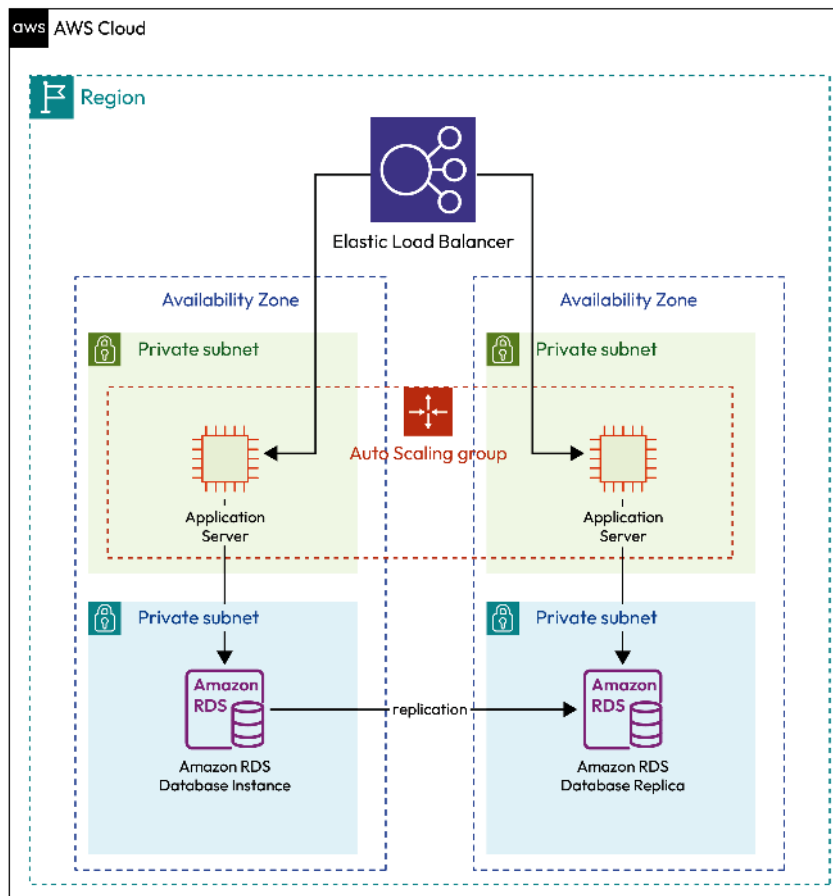 aws AWS Cloud
Region
Elastic Load Balancer
Availability Zone
Availability Zone
Private subnet
Private subnet
Auto Scaling group
Application
Server
Application
Server
Private subnet
Private subnet
Amazon
RDS
Amazon
RDS
replication
Amazon RDS
Database Instance
Amazon RDS
Database Replica